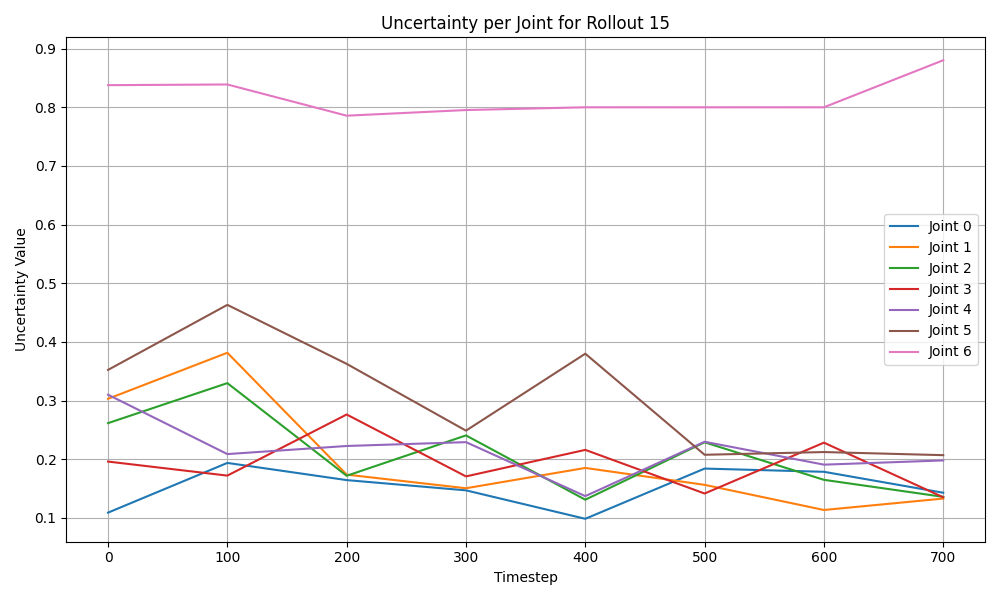 Uncertainty per Joint for Rollout 15
Uncertainty Value
0.9
0.8
0.7
0.6
0.5
0.4
0.3
0.2
0.1
Joint 0
Joint 1
Joint 2
Joint 3
Joint 4
Joint 5
Joint 6
0 100 200 300 400 500 600 700
Timestep